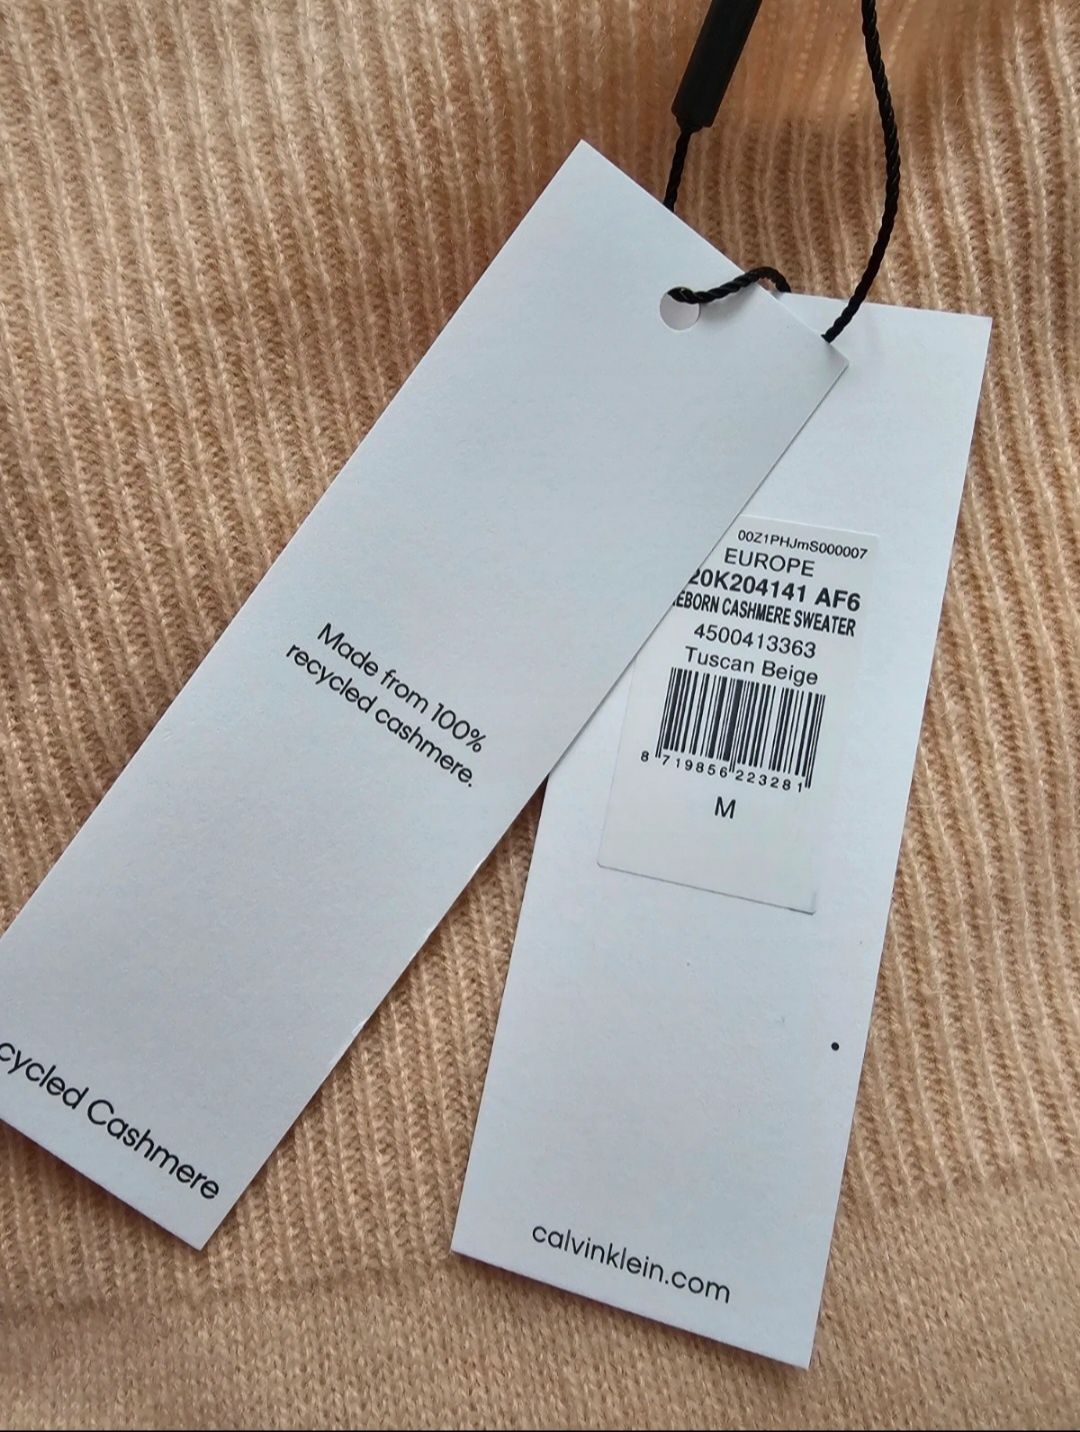 Made from 100%
recycled cashmere.
cycled Cashmere
00Z1PHJmS000007
EUROPE
20K204141 AF6
EBORN CASHMERE SWEATER
4500413363
Tuscan Beige
8 719856 223281
M
calvinklein.com